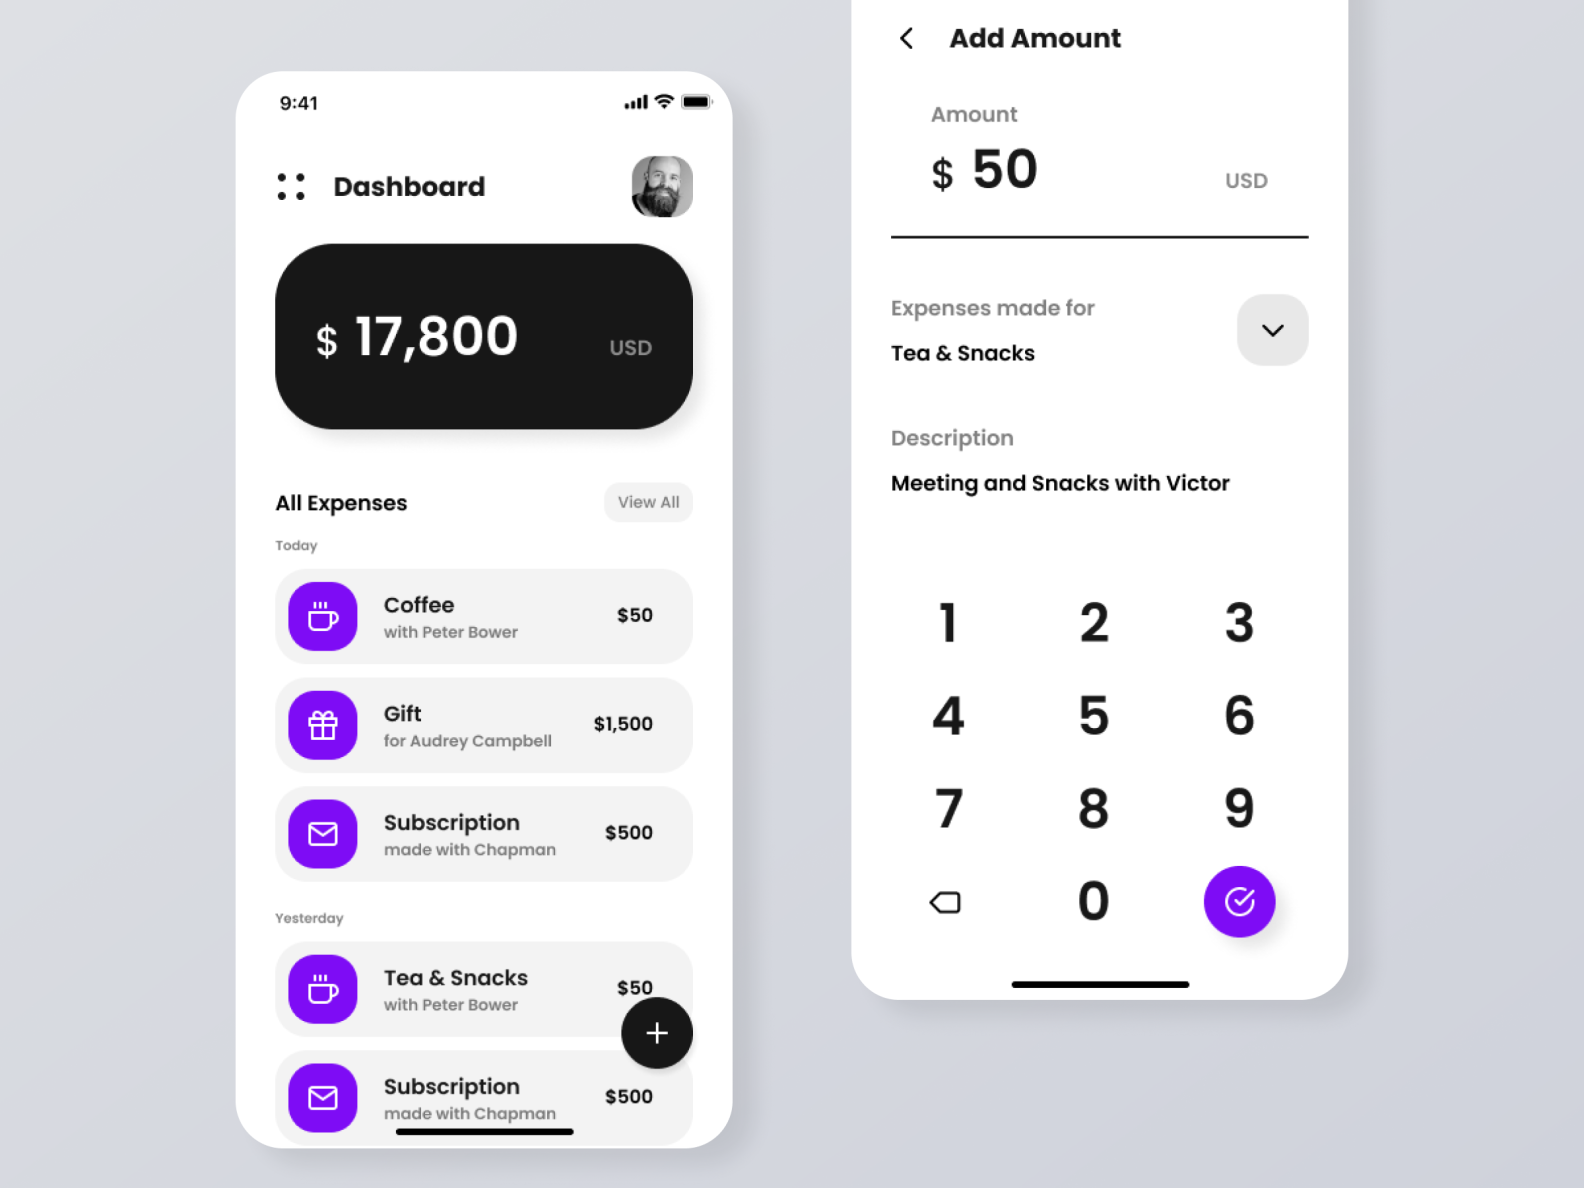 9:41
Dashboard
$ 17,800
USD
All Expenses
View All
Today
Coffee
with Peter Bower
$50
Gift
for Audrey Campbell
$1,500
Subscription
made with Chapman
$500
Yesterday
Tea & Snacks
with Peter Bower
$50
Subscription
made with Chapman
$500
Add Amount
Amount
$ 50
USD
Expenses made for
Tea & Snacks
Description
Meeting and Snacks with Victor
1 2 3
4 5 6
7 8 9
0